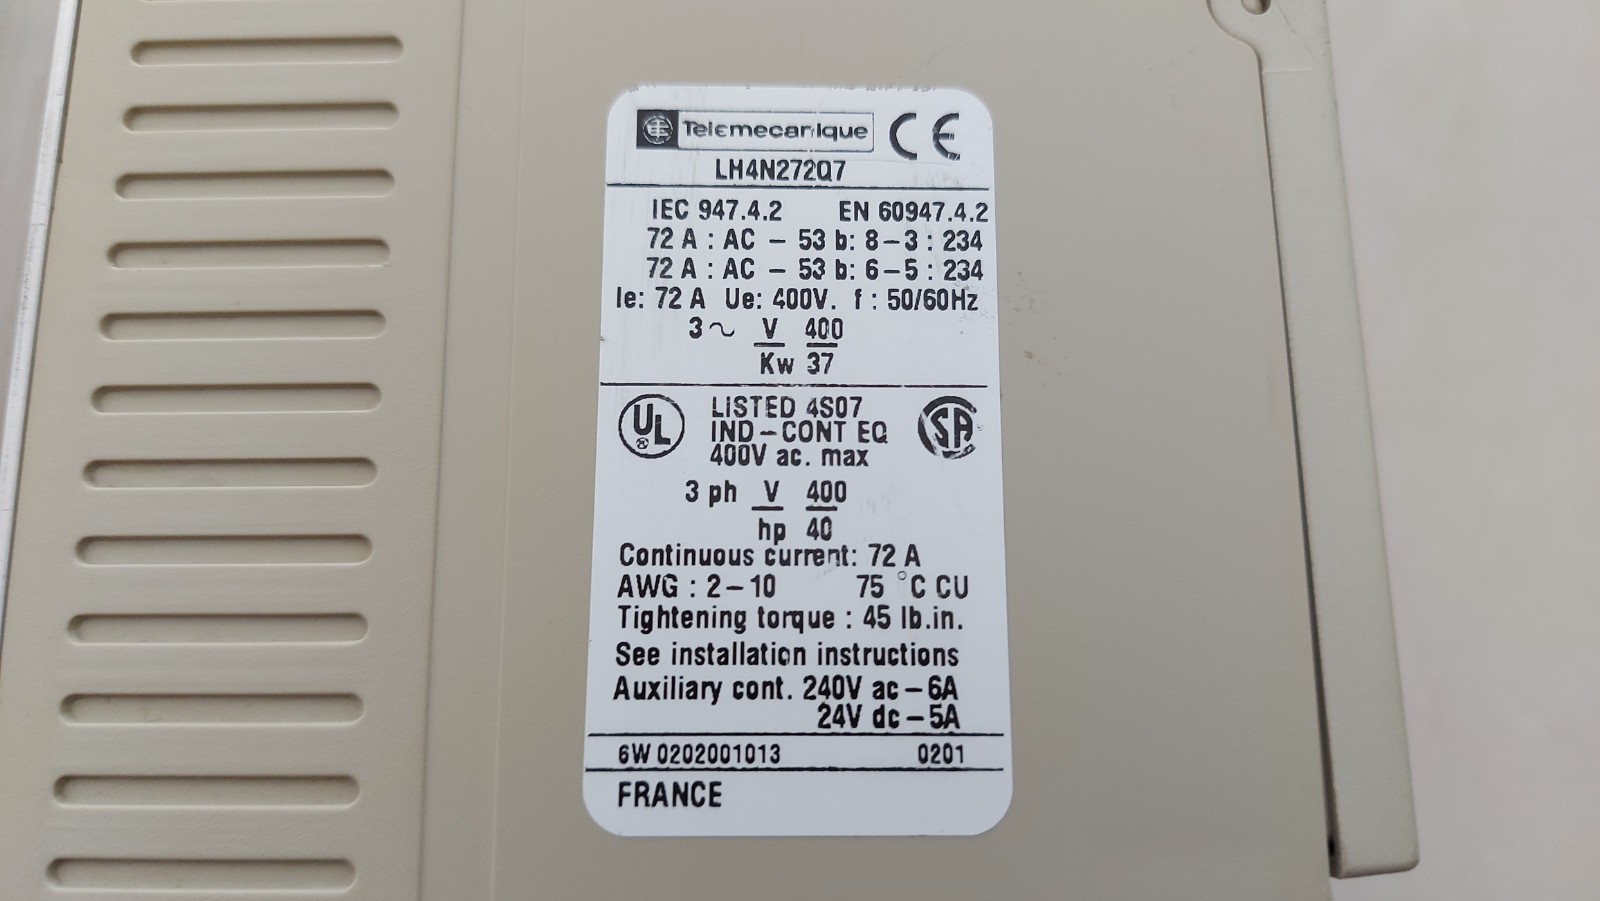 Telemecanique CE
LH4N272Q7
IEC 947.4.2 EN 60947.4.2
72 A : AC – 53 b: 8–3 : 234
72 A : AC – 53 b: 6–5 : 234
Ie: 72 A Ue: 400V. f : 50/60Hz
3~ V 400
Kw 37
UL LISTED 4S07 SA
IND–CONT EQ
400V ac. max
3 ph V 400
hp 40
Continuous current: 72 A
AWG : 2–10 75 °C CU
Tightening torque : 45 lb.in.
See installation instructions
Auxiliary cont. 240V ac–6A
24V dc–5A
6W 0202001013 0201
FRANCE